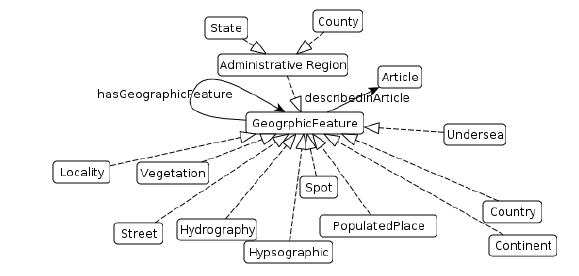 State
County
Administrative Region
hasGeographicFeature
Article
describedinArticle
GeogrphicFeature
Undersea
Locality
Vegetation
Spot
Street
Hydrography
PopulatedPlace
Country
Hypsographic
Continent